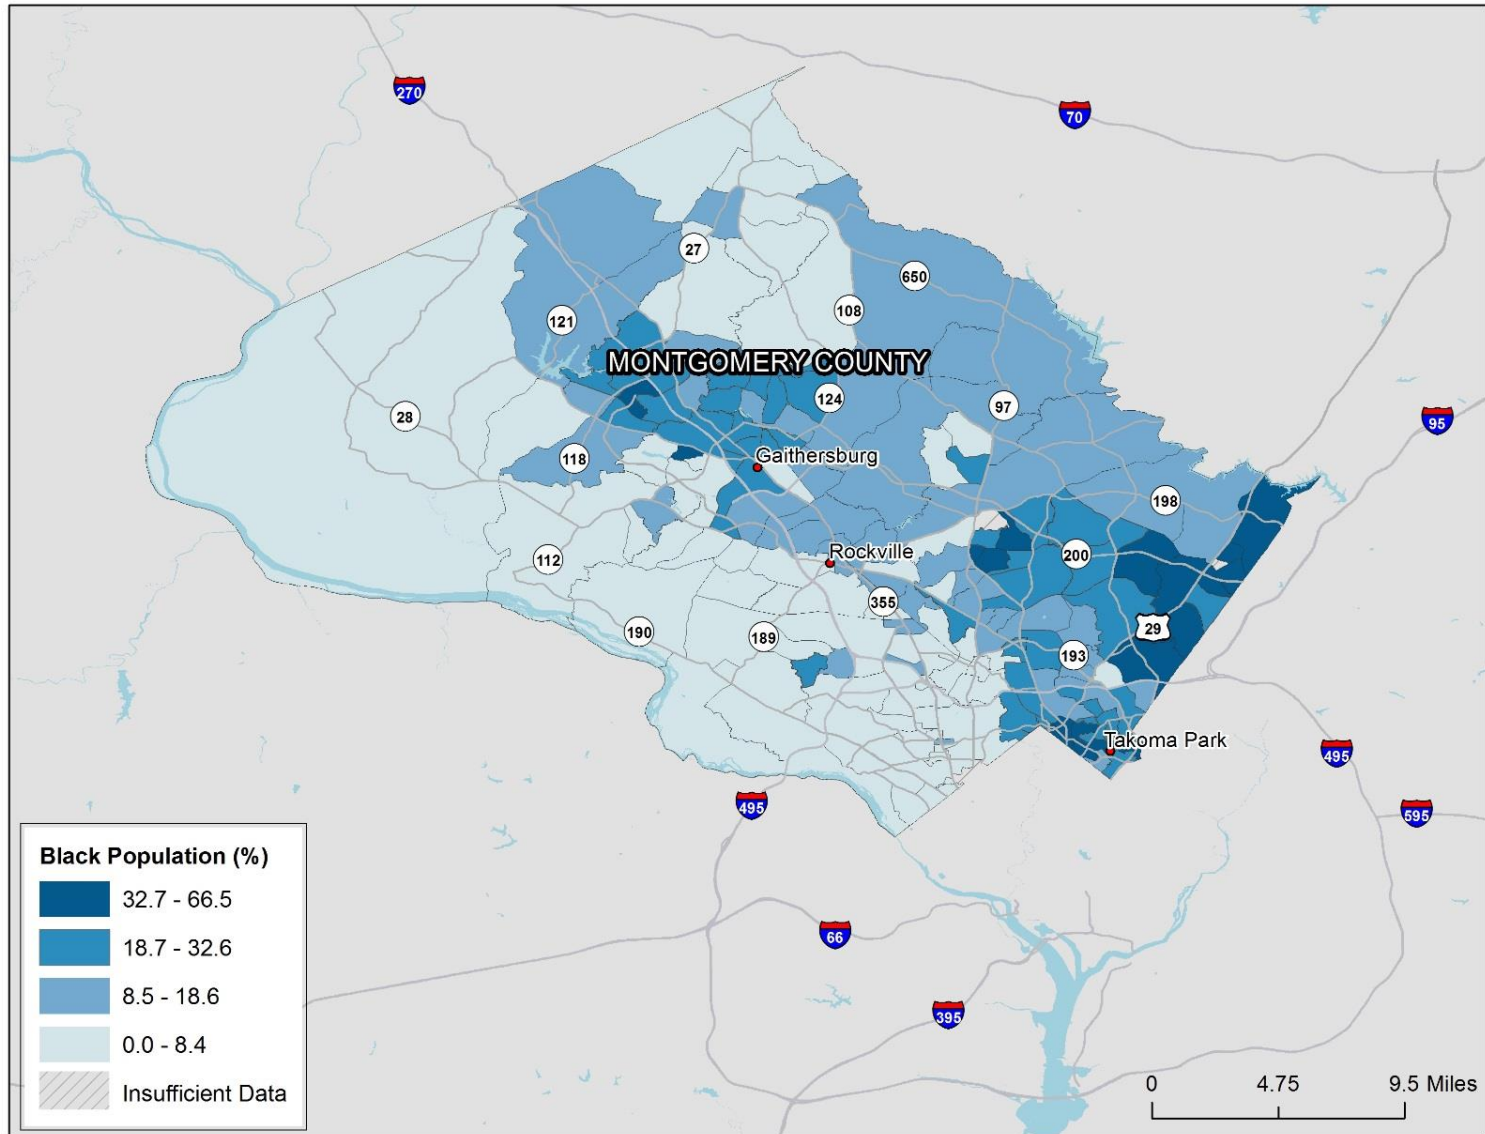 270
70
27
650
108
121
MONTGOMERY COUNTY
124
97
28
95
118
Gaithersburg
198
Rockville
200
112
355
190
189
29
193
Takoma Park
495
495
595
66
395
Black Population (%)
32.7 - 66.5
18.7 - 32.6
8.5 - 18.6
0.0 - 8.4
Insufficient Data
0 4.75 9.5 Miles